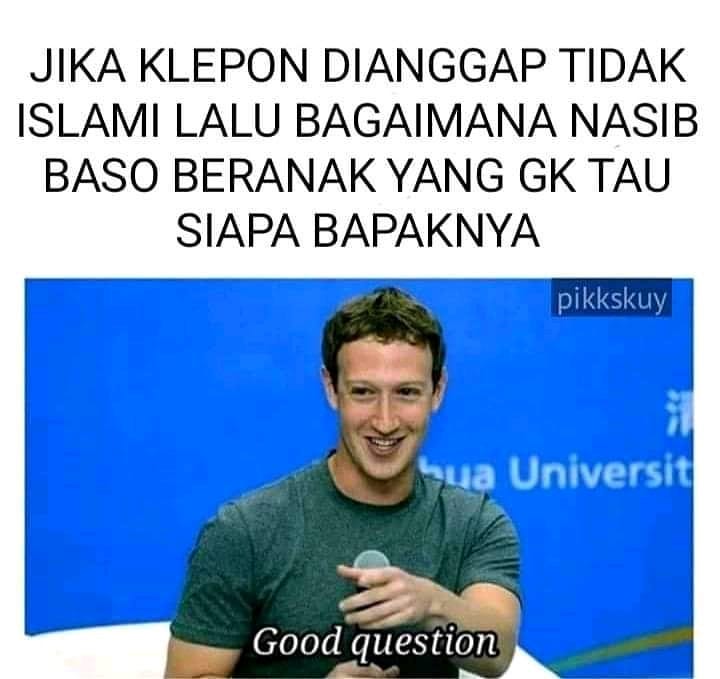 JIKA KLEPON DIANGGAP TIDAK
ISLAMI LALU BAGAIMANA NASIB
BASO BERANAK YANG GK TAU
SIAPA BAPAKNYA
pikkskuy
清
hua Universit
Good question